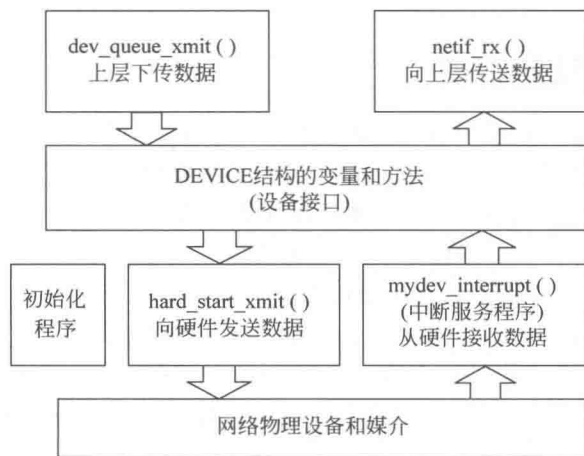 dev_queue_xmit ( )
上层下传数据
netif_rx ( )
向上层传送数据
DEVICE结构的变量和方法
(设备接口)
初始化
程序
hard_start_xmit ( )
向硬件发送数据
mydev_interrupt ( )
(中断服务程序)
从硬件接收数据
网络物理设备和媒介